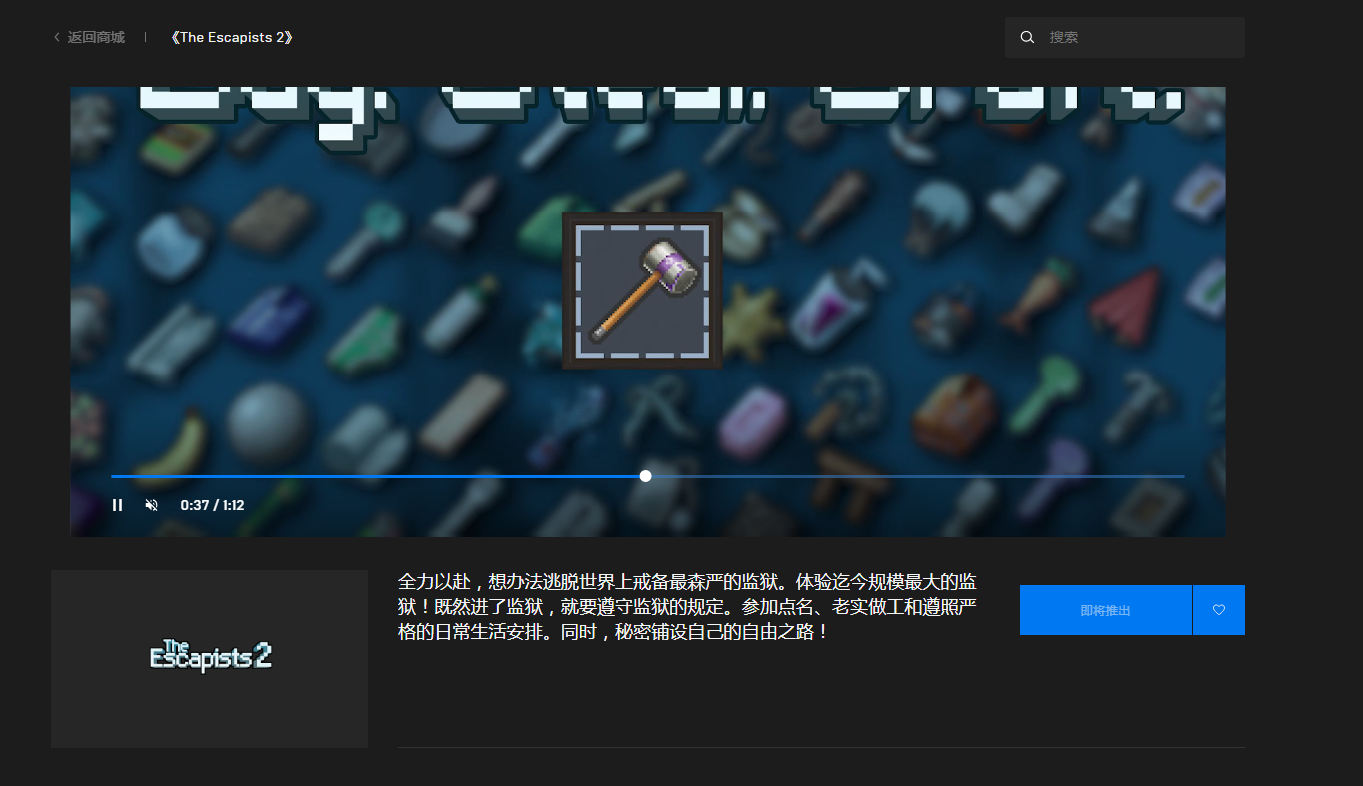 返回商城
《The Escapists 2》
搜索
0:37 / 1:12
The
Escapists 2
全力以赴，想办法逃脱世界上戒备最森严的监狱。体验迄今规模最大的监
狱！既然进了监狱，就要遵守监狱的规定。参加点名、老实做工和遵照严
格的日常生活安排。同时，秘密铺设自己的自由之路！
即将推出